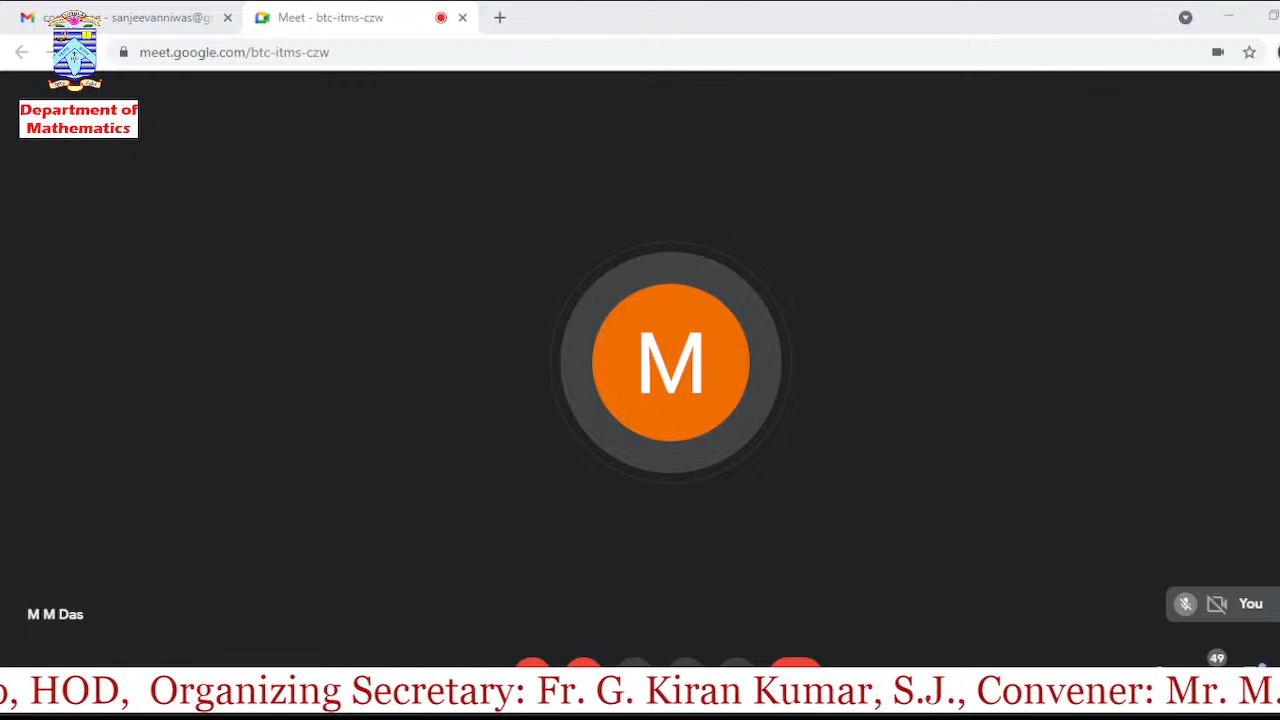 Meet - btc-itms-czw
meet.google.com/btc-itms-czw
Department of
Mathematics
M
M M Das
You
49
HOD, Organizing Secretary: Fr. G. Kiran Kumar, S.J., Convener: Mr. M.